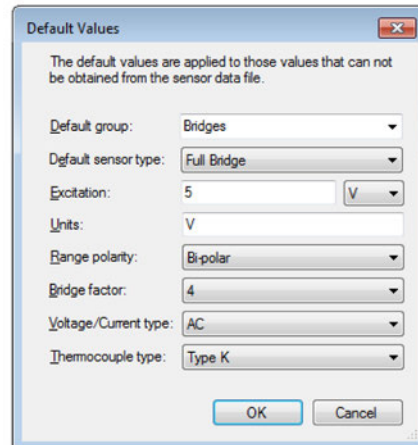 Default Values
The default values are applied to those values that can not
be obtained from the sensor data file.
Default group: Bridges
Default sensor type: Full Bridge
Excitation: 5 V
Units: V
Range polarity: Bi-polar
Bridge factor: 4
Voltage/Current type: AC
Thermocouple type: Type K
OK Cancel